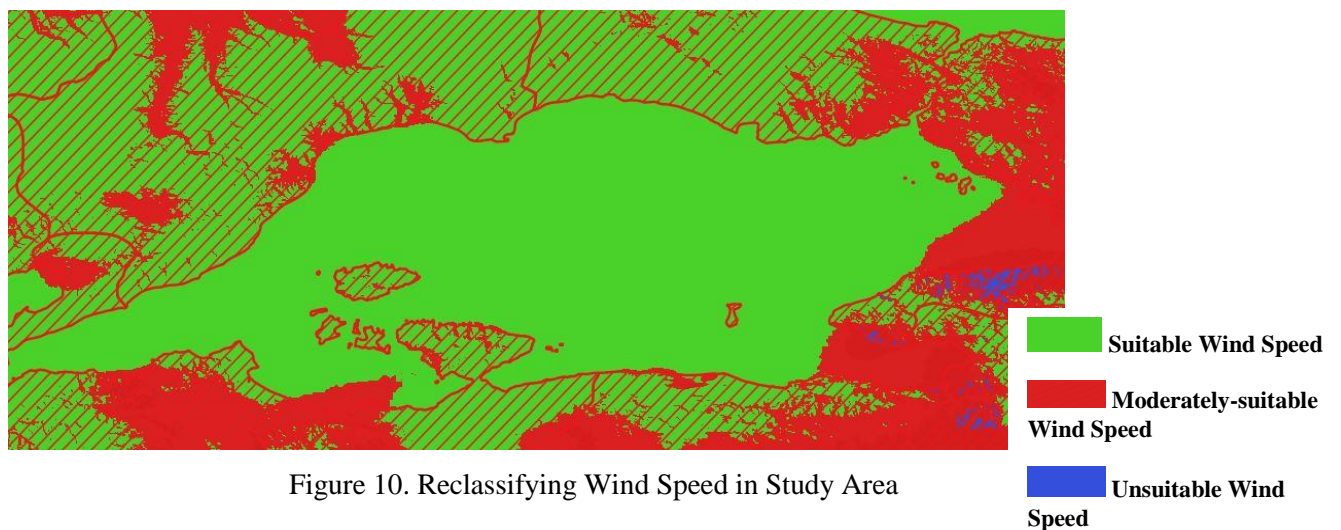 Suitable Wind Speed
Moderately-suitable
Wind Speed
Unsuitable Wind
Speed
Figure 10. Reclassifying Wind Speed in Study Area